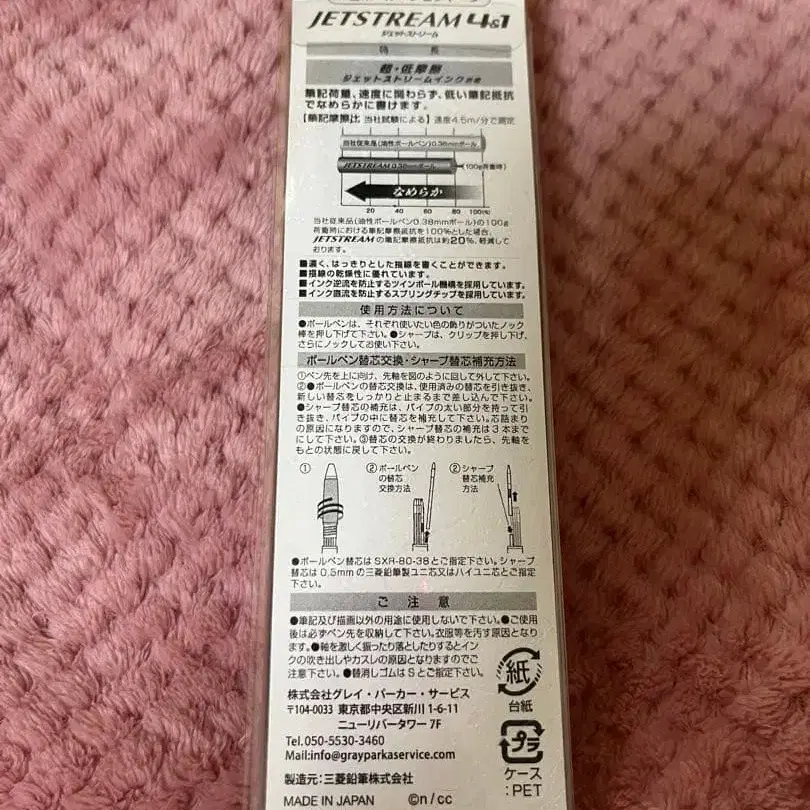 JETSTREAM 4&1
ジェットストリーム
特長
超・低摩擦
ジェットストリームインク搭載
筆記荷重、速度に関わらず、低い筆記抵抗
でなめらかに書けます。
【筆記摩擦比 当社試験による】速度4.5m/分で測定
当社従来品(油性ボールペン)0.38mmボール
JETSTREAM 0.38mmボール (100g荷重時)
なめらか
20 40 60 80 100(%)
当社従来品(油性ボールペン0.38mmボール)の100g
荷重時における筆記摩擦抵抗を100%とした場合、
JETSTREAMの筆記摩擦抵抗は約20%、軽減して
おります。
■濃く、はっきりとした描線を書くことができます。
■描線の乾燥性に優れています。
■インク逆流を防止するツインボール機構を採用しています。
■インク直流を防止するスプリングチップを採用しています。
使用方法について
●ボールペンは、それぞれ使いたい色の飾りがついたノック
棒を押し下げて下さい。●シャープは、クリップを押し下げ、
さらにノックしてお使い下さい。
ボールペン替芯交換・シャープ替芯補充方法
①ペン先を上に向け、先軸を図のように回して外して下さい。
②●ボールペンの替芯交換は、使用済みの替芯を引き抜き、
新しい替芯をしっかりと止まるまで差し込んで下さい。
●シャープ替芯の補充は、パイプの太い部分を持って引
き抜き、パイプの中に替芯を補充して下さい。芯詰まり
の原因になりますので、シャープ替芯の補充は3本まで
にして下さい。③替芯の交換が終わりましたら、先軸を
もとの状態に戻して下さい。
①
②ボールペン
の替芯
交換方法
②シャープ
替芯補充
方法
●ボールペン替芯はSXR-80-38とご指定下さい。シャープ
替芯は0.5mmの三菱鉛筆製ユニ芯又はハイユニ芯とご指定
下さい。
ご注意
●筆記及び描画以外の用途に使用しないで下さい。●ご使用
後は必ずペン先を収納して下さい。衣服等を汚す原因となり
ます。●軸を激しく振ったり落としたりするとイン
クの吹き出しやカスレの原因となりますのでご
注意下さい。●替消しゴムはSとご指定下さい。
株式会社グレイ・パーカー・サービス
〒104-0033 東京都中央区新川1-6-11
ニューリバータワー 7F
Tel.050-5530-3460
Mail:info@grayparkaservice.com
製造元:三菱鉛筆株式会社
MADE IN JAPAN ©n / cc
紙
台紙
プラ
ケース
:PET